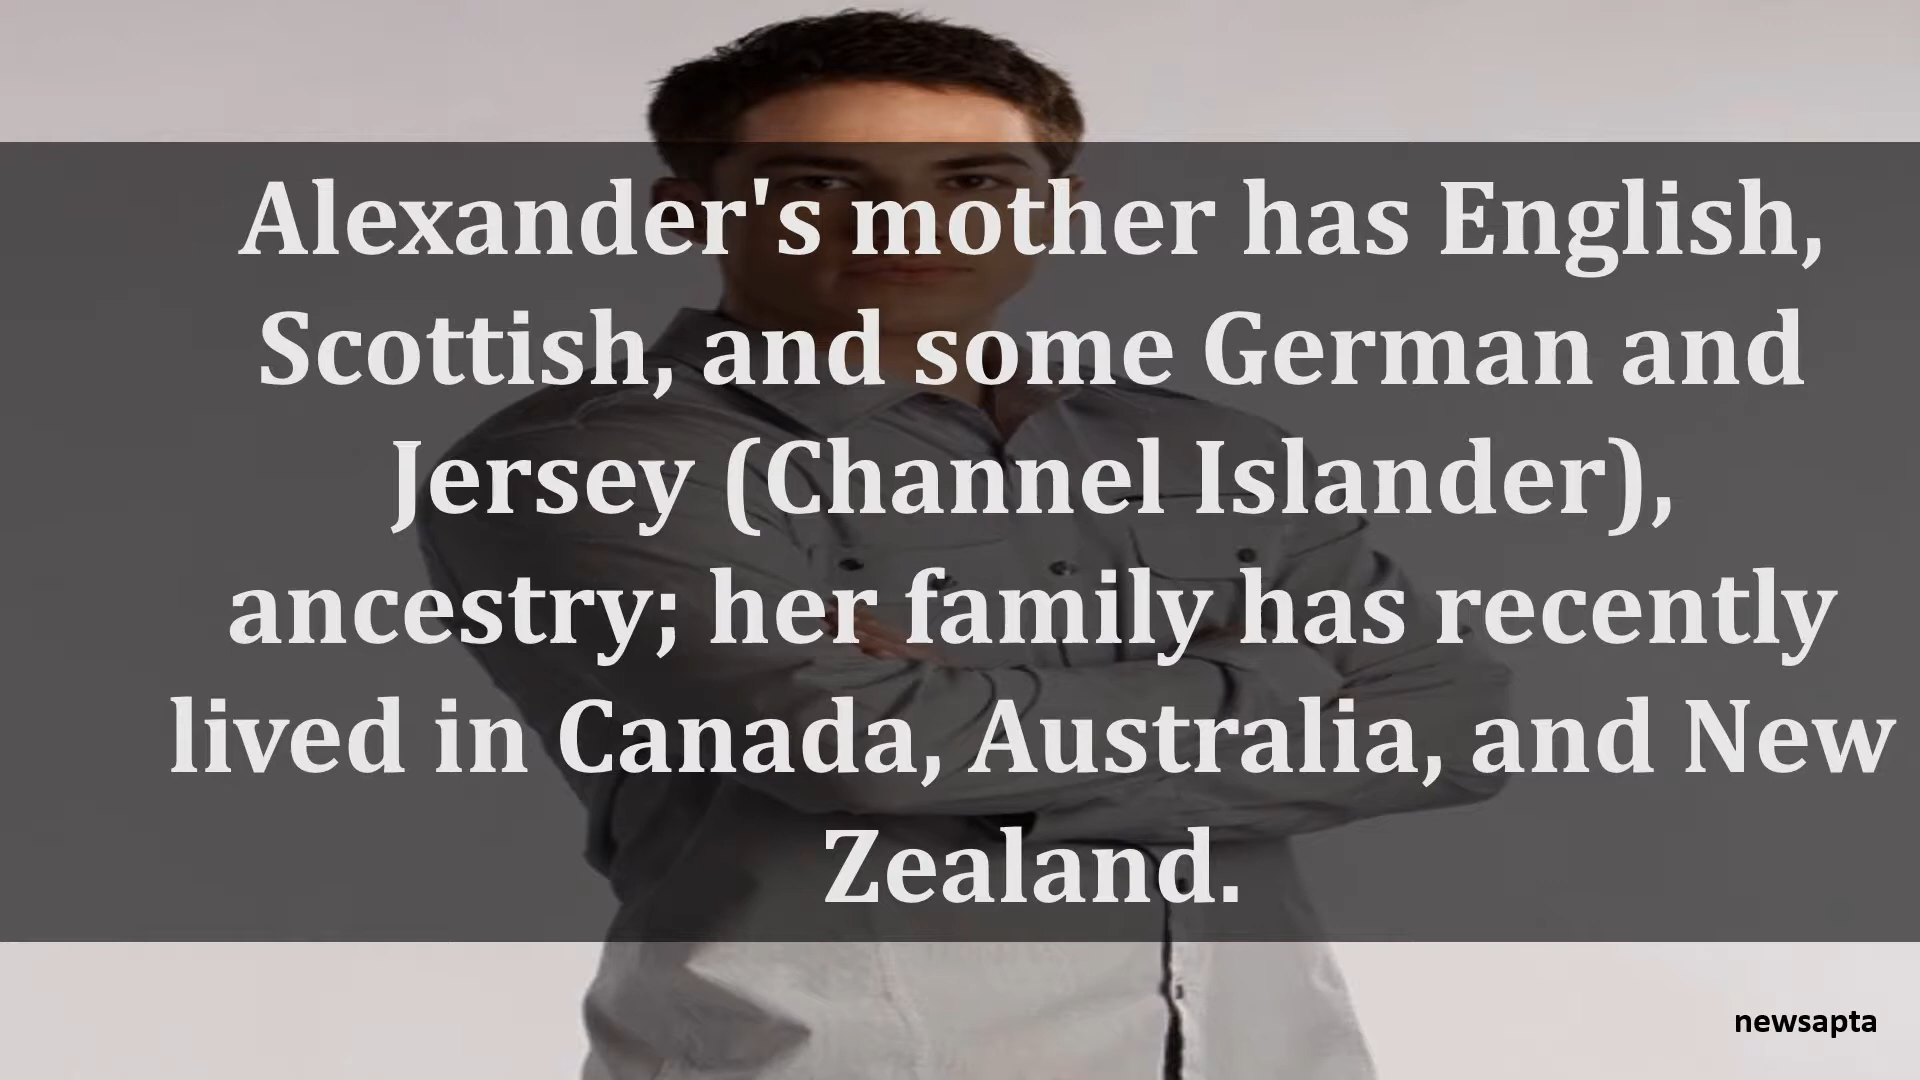 Alexander's mother has English,
Scottish, and some German and
Jersey (Channel Islander),
ancestry; her family has recently
lived in Canada, Australia, and New
Zealand.
newsapta